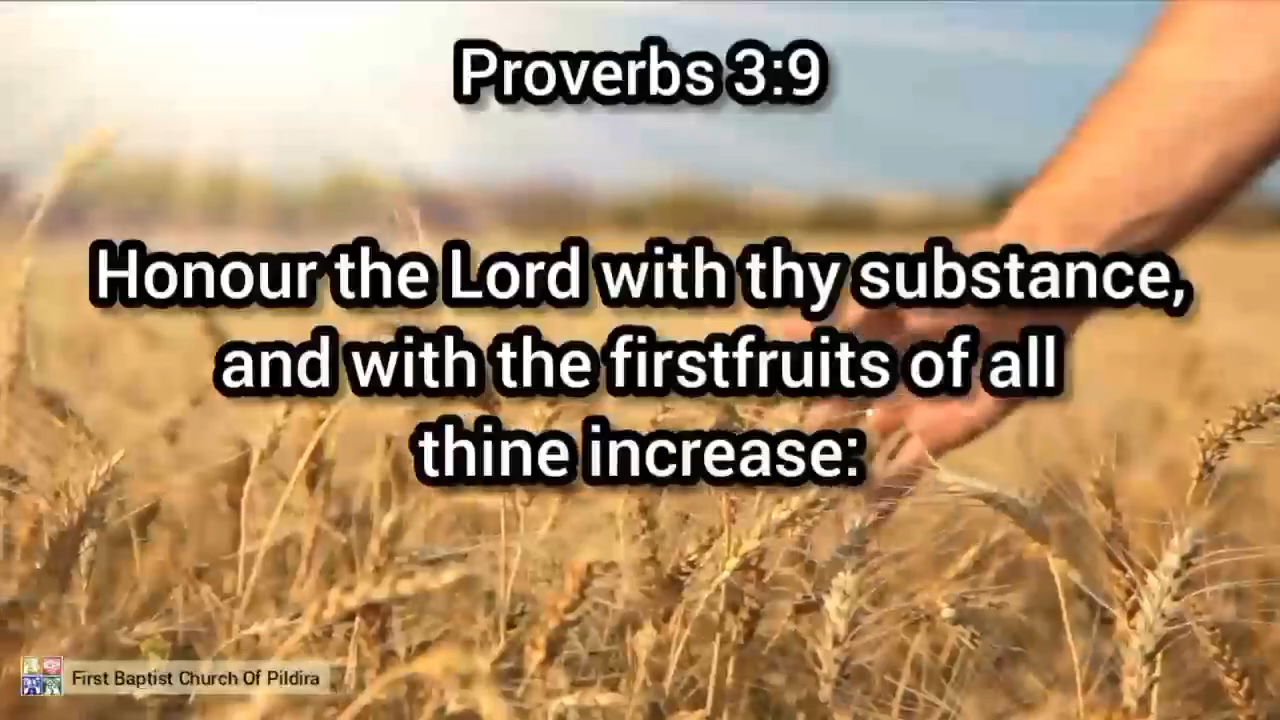 Proverbs 3:9
Honour the Lord with thy substance,
and with the firstfruits of all
thine increase:
First Baptist Church Of Pildira